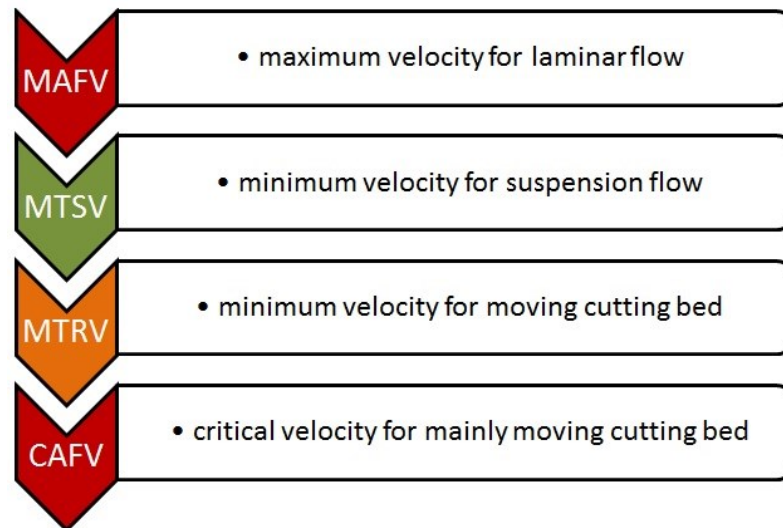 MAFV
• maximum velocity for laminar flow
MTSV
• minimum velocity for suspension flow
MTRV
• minimum velocity for moving cutting bed
CAFV
• critical velocity for mainly moving cutting bed